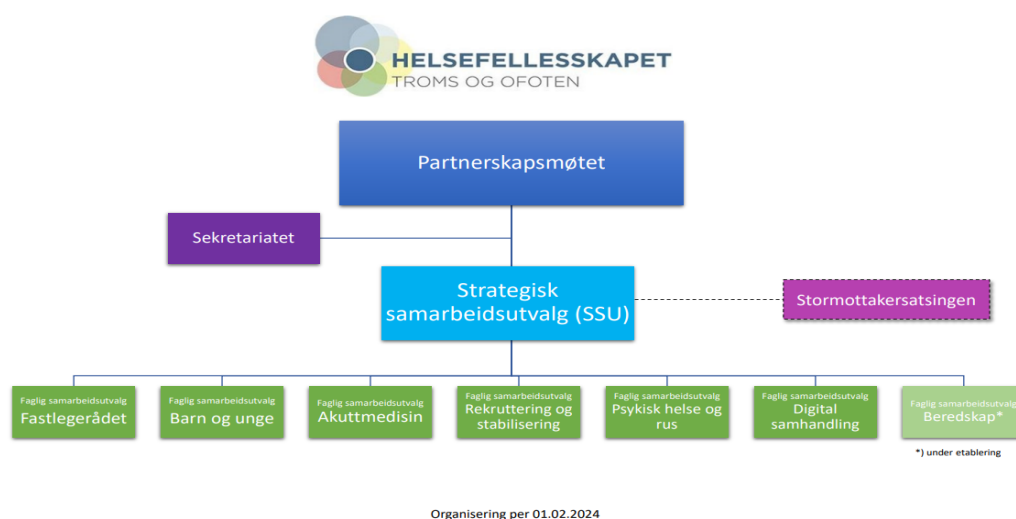 HELSEFELLESSKAPET
TROMS OG OFOTEN
Partnerskapsmøtet
Sekretariatet
Strategisk
samarbeidsutvalg (SSU)
Stormottakersatsingen
Faglig samarbeidsutvalg
Fastlegerådet
Faglig samarbeidsutvalg
Barn og unge
Faglig samarbeidsutvalg
Akuttmedisin
Faglig samarbeidsutvalg
Rekruttering og
stabilisering
Faglig samarbeidsutvalg
Psykisk helse og
rus
Faglig samarbeidsutvalg
Digital
samhandling
Faglig samarbeidsutvalg
Beredskap*
*) under etablering
Organisering per 01.02.2024